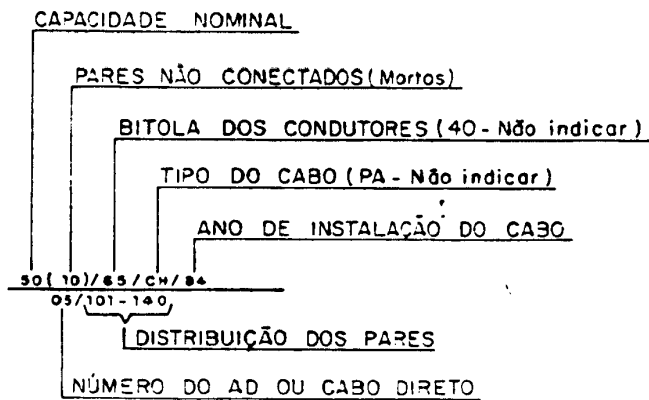 CAPACIDADE NOMINAL
PARES NÃO CONECTADOS (Mortos)
BITOLA DOS CONDUTORES (40 - Não indicar)
TIPO DO CABO (PA - Não indicar)
ANO DE INSTALAÇÃO DO CABO
50(10)/65/CH/84
05/101-140
DISTRIBUIÇÃO DOS PARES
NÚMERO DO AD OU CABO DIRETO